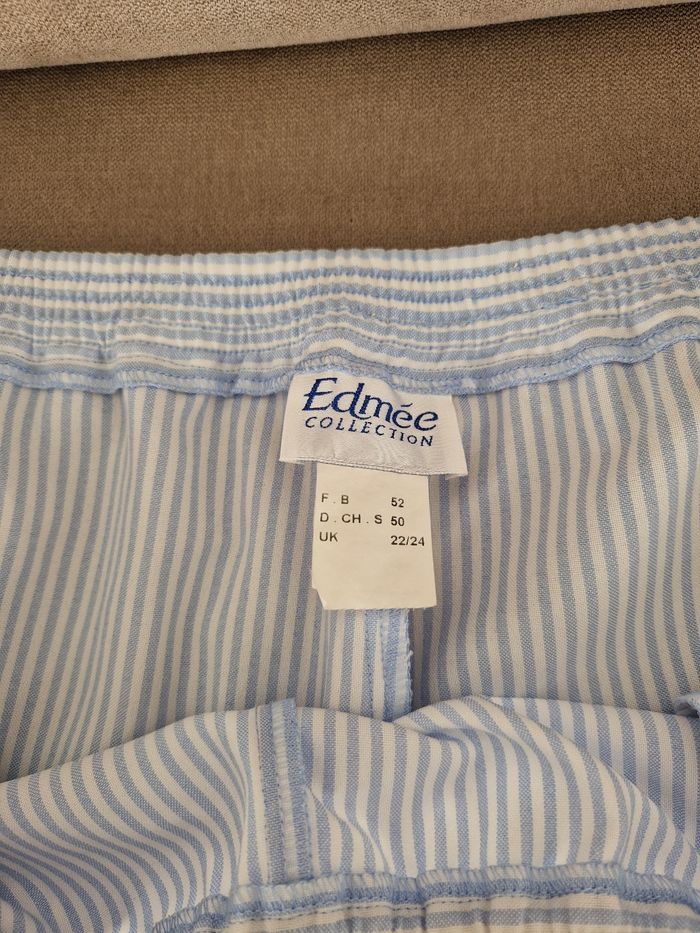 Edmée
COLLECTION
F . B 52
D . CH . S 50
UK 22/24